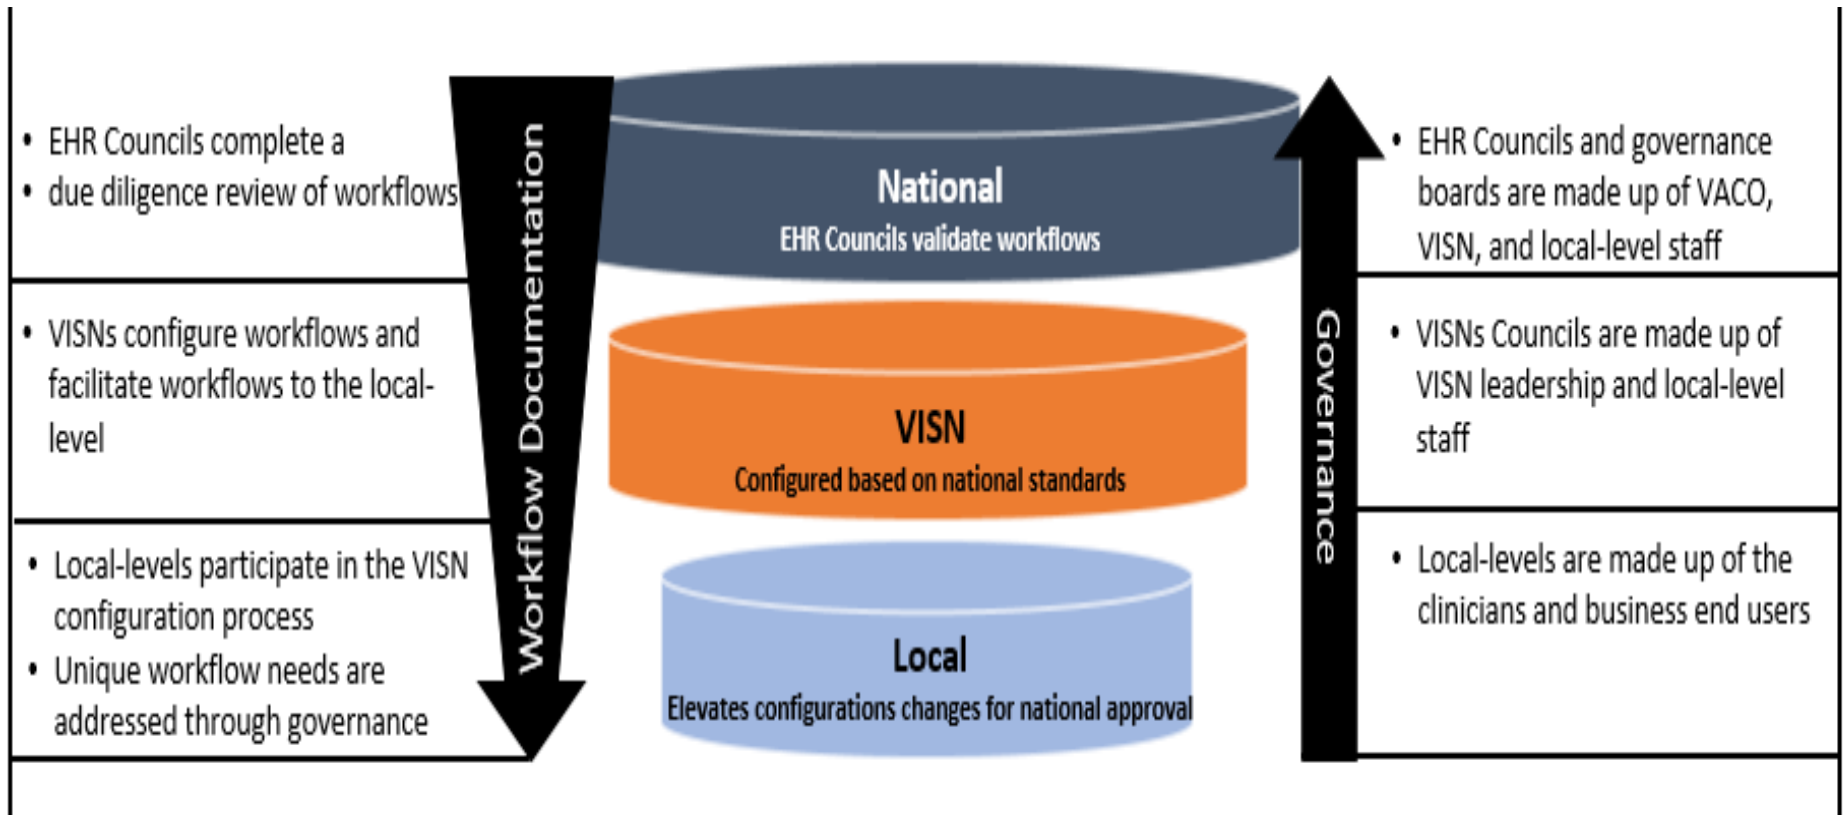 • EHR Councils complete a
• due diligence review of workflows
• VISNs configure workflows and
facilitate workflows to the local-
level
• Local-levels participate in the VISN
configuration process
• Unique workflow needs are
addressed through governance
Workflow Documentation
National
EHR Councils validate workflows
VISN
Configured based on national standards
Local
Elevates configurations changes for national approval
Governance
• EHR Councils and governance
boards are made up of VACO,
VISN, and local-level staff
• VISNs Councils are made up of
VISN leadership and local-level
staff
• Local-levels are made up of the
clinicians and business end users